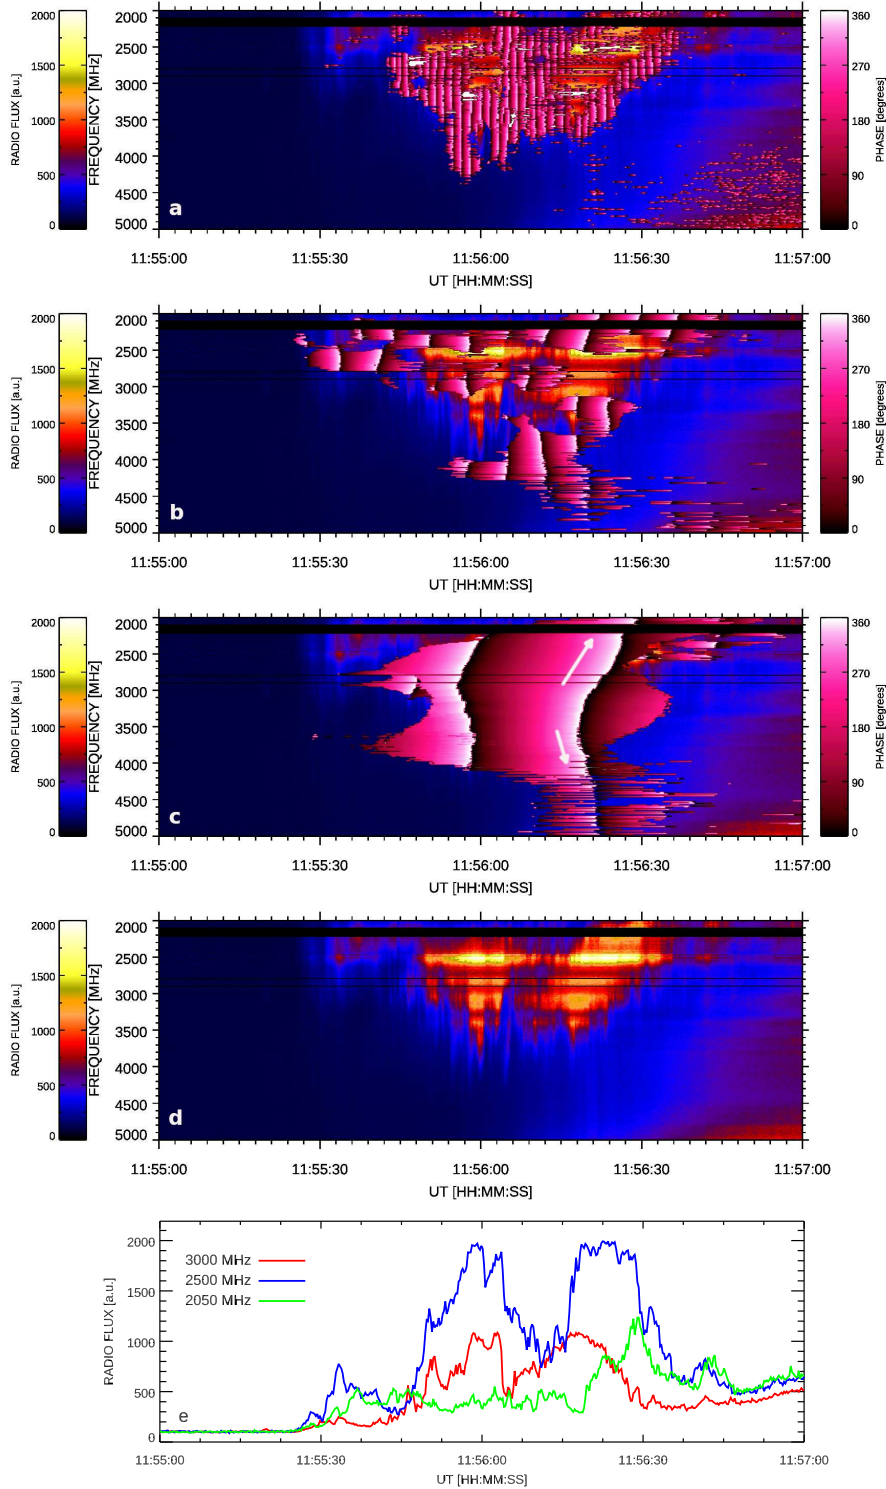 2000
1500
1000
500
0
RADIO FLUX [a.u.]
FREQUENCY [MHz]
2000
2500
3000
3500
4000
4500
5000
a
360
270
180
90
0
PHASE [degrees]
11:55:00 11:55:30 11:56:00 11:56:30 11:57:00
UT [HH:MM:SS]
2000
1500
1000
500
0
RADIO FLUX [a.u.]
FREQUENCY [MHz]
2000
2500
3000
3500
4000
4500
5000
b
360
270
180
90
0
PHASE [degrees]
11:55:00 11:55:30 11:56:00 11:56:30 11:57:00
UT [HH:MM:SS]
2000
1500
1000
500
0
RADIO FLUX [a.u.]
FREQUENCY [MHz]
2000
2500
3000
3500
4000
4500
5000
c
360
270
180
90
0
PHASE [degrees]
11:55:00 11:55:30 11:56:00 11:56:30 11:57:00
UT [HH:MM:SS]
2000
1500
1000
500
0
RADIO FLUX [a.u.]
FREQUENCY [MHz]
2000
2500
3000
3500
4000
4500
5000
d
11:55:00 11:55:30 11:56:00 11:56:30 11:57:00
UT [HH:MM:SS]
2000
1500
1000
500
0
RADIO FLUX [a.u.]
3000 MHz
2500 MHz
2050 MHz
e
11:55:00 11:55:30 11:56:00 11:56:30 11:57:00
UT [HH:MM:SS]